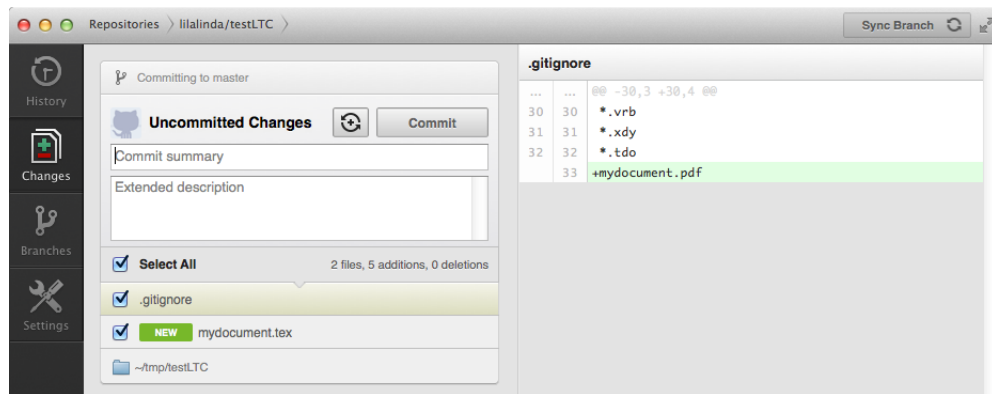 Repositories lilalinda/testLTC
Sync Branch
History
Changes
Branches
Settings
Committing to master
Uncommitted Changes
Commit
Commit summary
Extended description
Select All 2 files, 5 additions, 0 deletions
.gitignore
NEW mydocument.tex
~/tmp/testLTC
.gitignore
... ... @@ -30,3 +30,4 @@
30 30 *.vrb
31 31 *.xdy
32 32 *.tdo
33 +mydocument.pdf